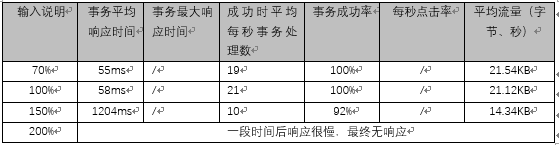 输入说明 事务平均响应时间 事务最大响应时间 成功时平均每秒事务处理数 事务成功率 每秒点击率 平均流量（字节、秒）
70% 55ms / 19 100% / 21.54KB
100% 58ms / 21 100% / 21.12KB
150% 1204ms / 10 92% / 14.34KB
200% 一段时间后响应很慢，最终无响应